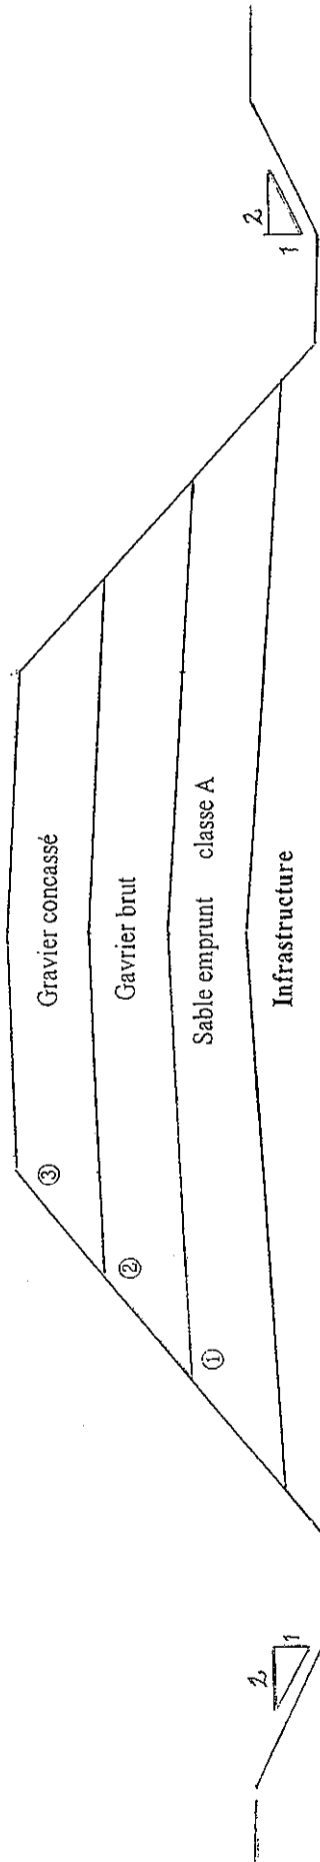 ③ Gravier concassé
② Gavrier brut
① Sable emprunt classe A
Infrastructure
2
1
2
1